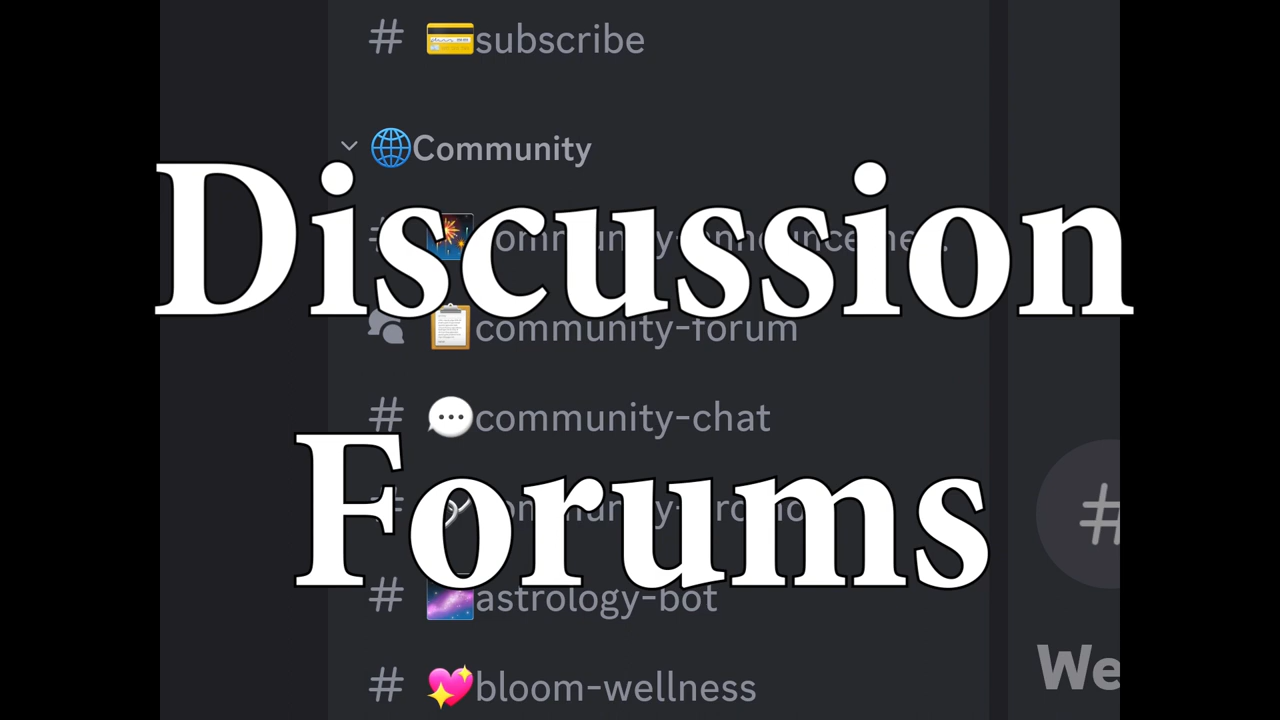 # subscribe
Community
Discussion
community-forum
# community-chat
Forums
# astrology-bot
# bloom-wellness
#
We